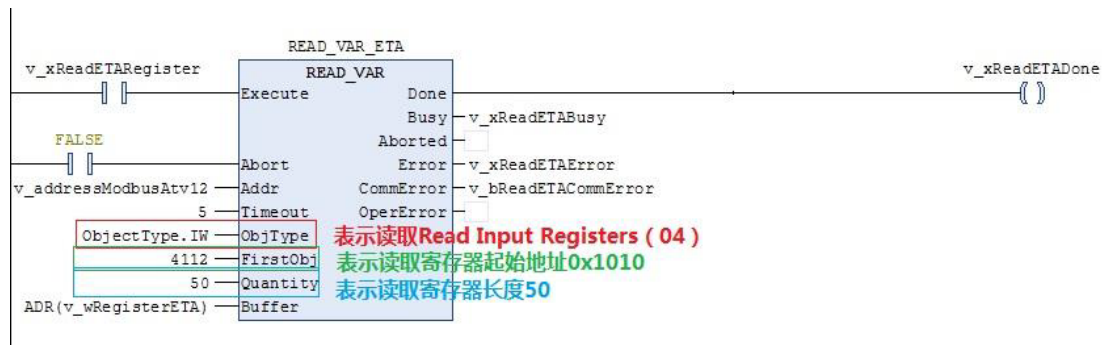 READ_VAR_ETA
v_xReadETARegister READ_VAR v_xReadETADone
Execute Done
Busy v_xReadETABusy
FALSE Aborted
Abort Error v_xReadETAError
v_addressModbusAtv12 Addr CommError v_bReadETACommError
5 Timeout OperError
ObjectType.IW ObjType 表示读取Read Input Registers（04）
4112 FirstObj 表示读取寄存器起始地址0x1010
50 Quantity 表示读取寄存器长度50
ADR(v_wRegisterETA) Buffer